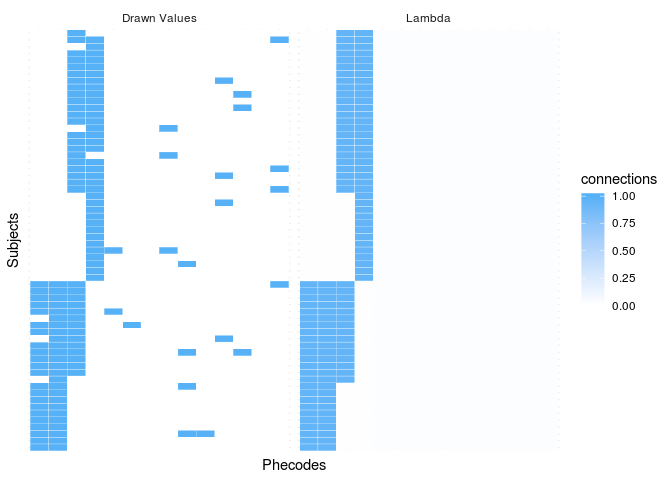 Drawn Values
Lambda
Subjects
Phecodes
connections
1.00
0.75
0.50
0.25
0.00